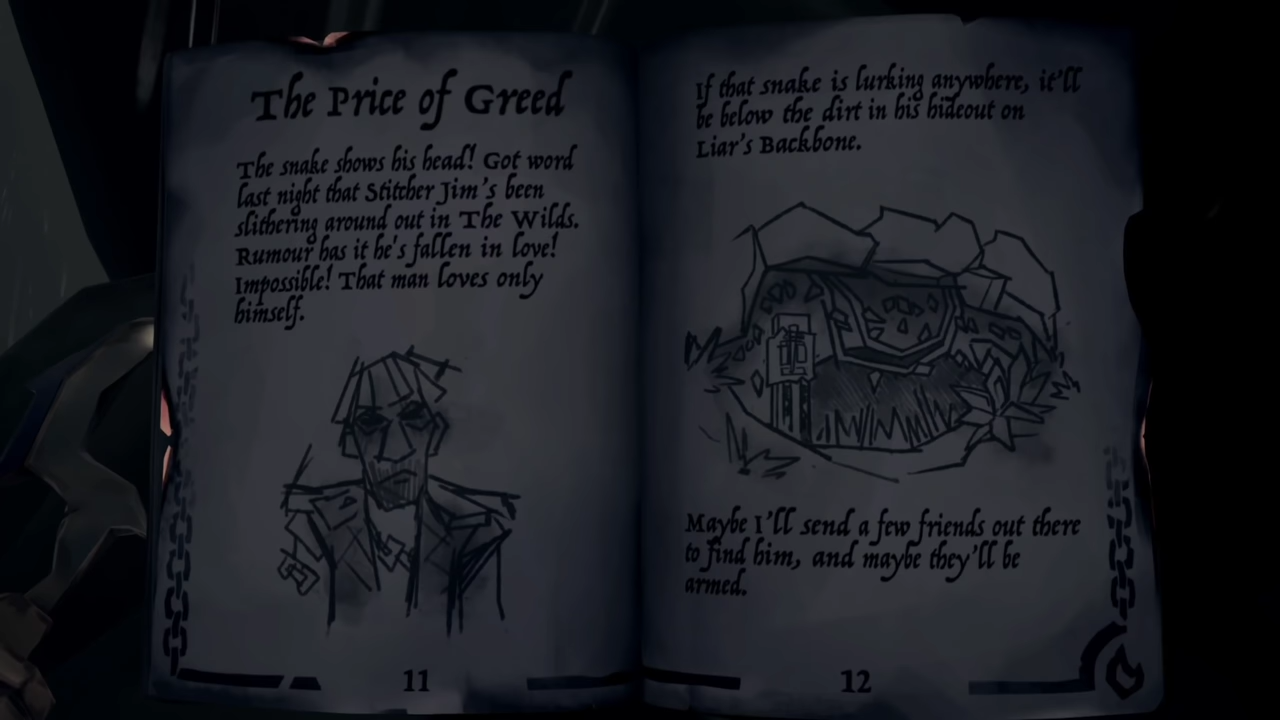 The Price of Greed
The snake shows his head! Got word
last night that Stitcher Jim's been
slithering around out in The Wilds.
Rumour has it he's fallen in love!
Impossible! That man loves only
himself.
11
If that snake is lurking anywhere, it'll
be below the dirt in his hideout on
Liar's Backbone.
Maybe I'll send a few friends out there
to find him, and maybe they'll be
armed.
12